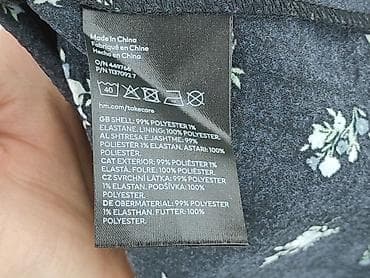 Made in China
Fabriqué en Chine
Hecho en China
O/N 449766
P/N 1137092 7
40
hm.com/takecare
GB SHELL: 99% POLYESTER 1%
ELASTANE. LINING: 100% POLYESTER.
AL SHTRESA E JASHTME: 99%
POLIESTER 1% ELASTAN. ASTARI: 100%
POLIESTER.
CAT EXTERIOR: 99% POLIÈSTER 1%
ELASTÀ. FOLRE: 100% POLIÈSTER.
CZ SVRCHNÍ LÁTKA: 99% POLYESTER
1% ELASTAN. PODŠÍVKA: 100%
POLYESTER.
DE OBERMATERIAL: 99% POLYESTER
1% ELASTHAN. FUTTER: 100%
POLYESTER.